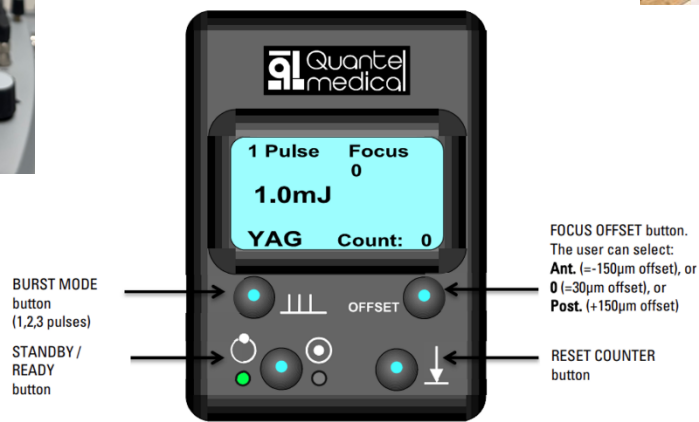 Quantel
medical
1 Pulse Focus
0
1.0mJ
YAG Count: 0
OFFSET
BURST MODE
button
(1,2,3 pulses)
STANDBY /
READY
button
FOCUS OFFSET button.
The user can select:
Ant. (=-150µm offset), or
0 (=30µm offset), or
Post. (+150µm offset)
RESET COUNTER
button